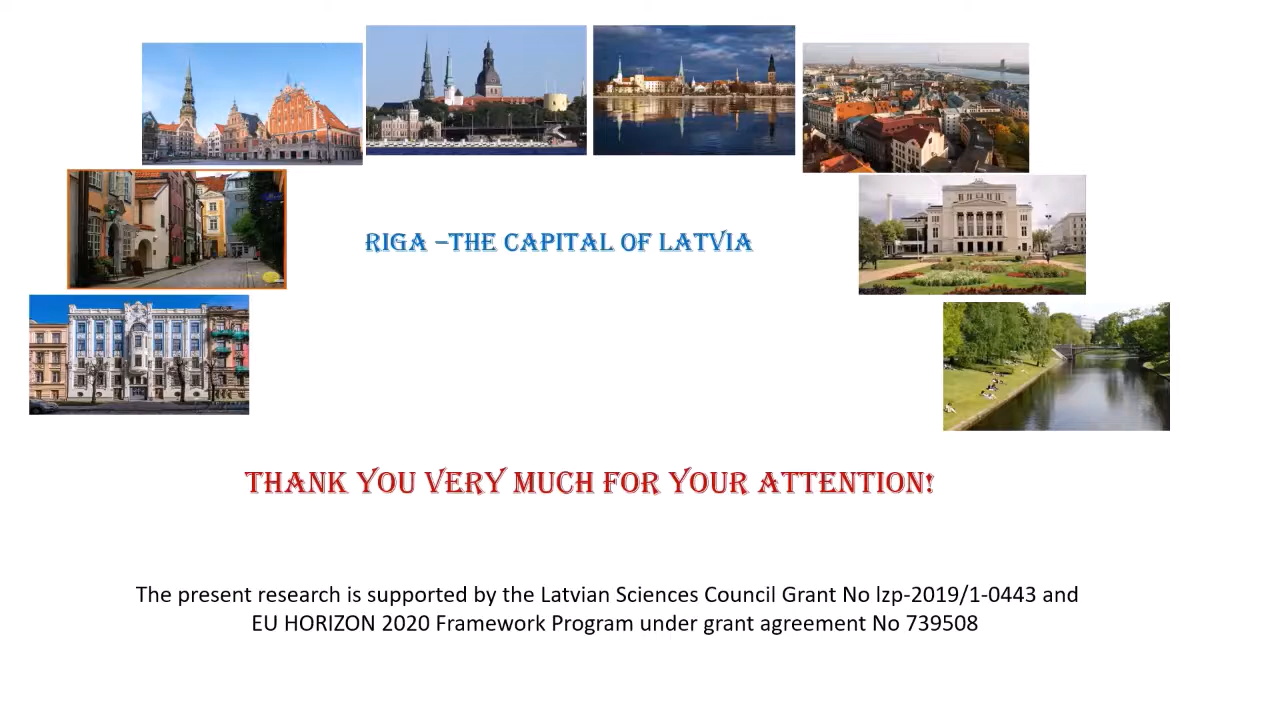 RIGA –THE CAPITAL OF LATVIA
THANK YOU VERY MUCH FOR YOUR ATTENTION!
The present research is supported by the Latvian Sciences Council Grant No lzp-2019/1-0443 and
EU HORIZON 2020 Framework Program under grant agreement No 739508